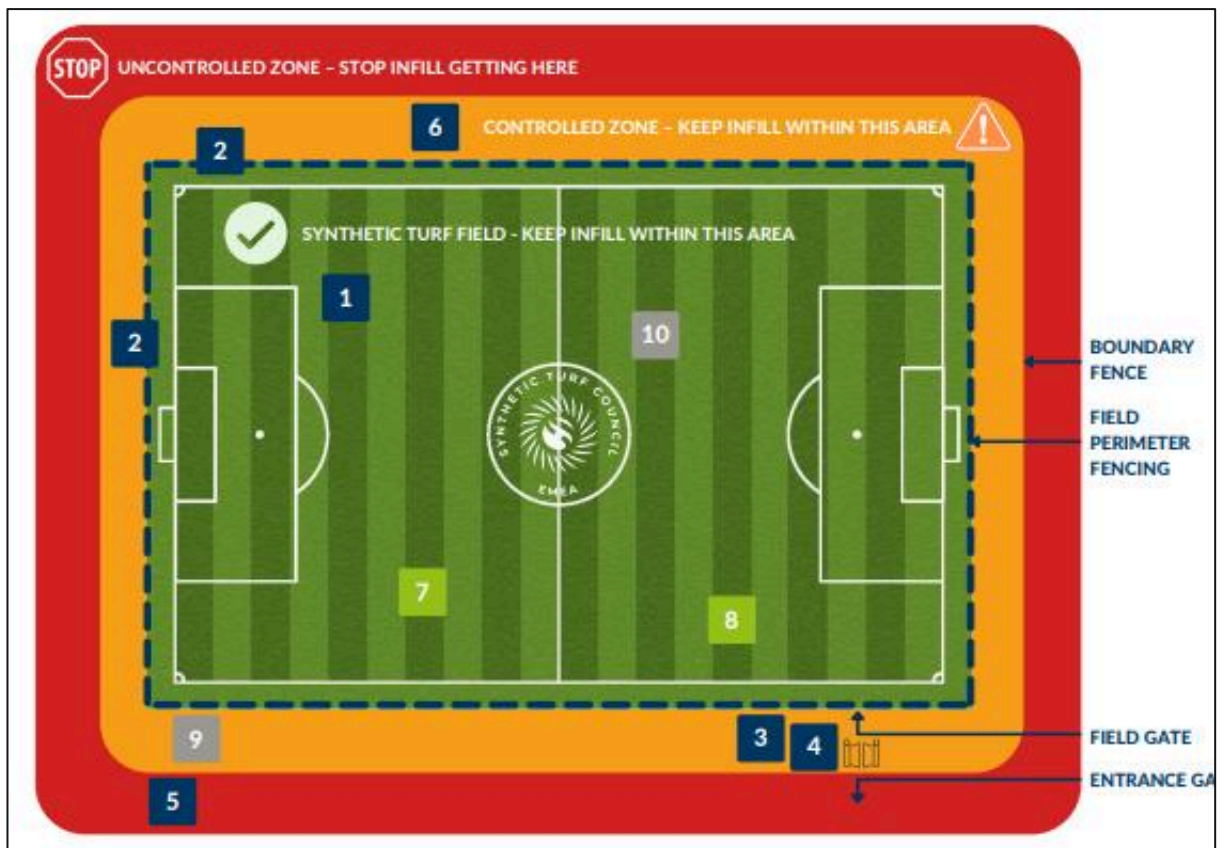 STOP
UNCONTROLLED ZONE – STOP INFILL GETTING HERE
6
CONTROLLED ZONE – KEEP INFILL WITHIN THIS AREA
!
2
SYNTHETIC TURF FIELD - KEEP INFILL WITHIN THIS AREA
1
2
10
BOUNDARY
FENCE
SYNTHETIC TURF COUNCIL
EMEA
FIELD
PERIMETER
FENCING
7
8
9
3
4
FIELD GATE
ENTRANCE GA
5